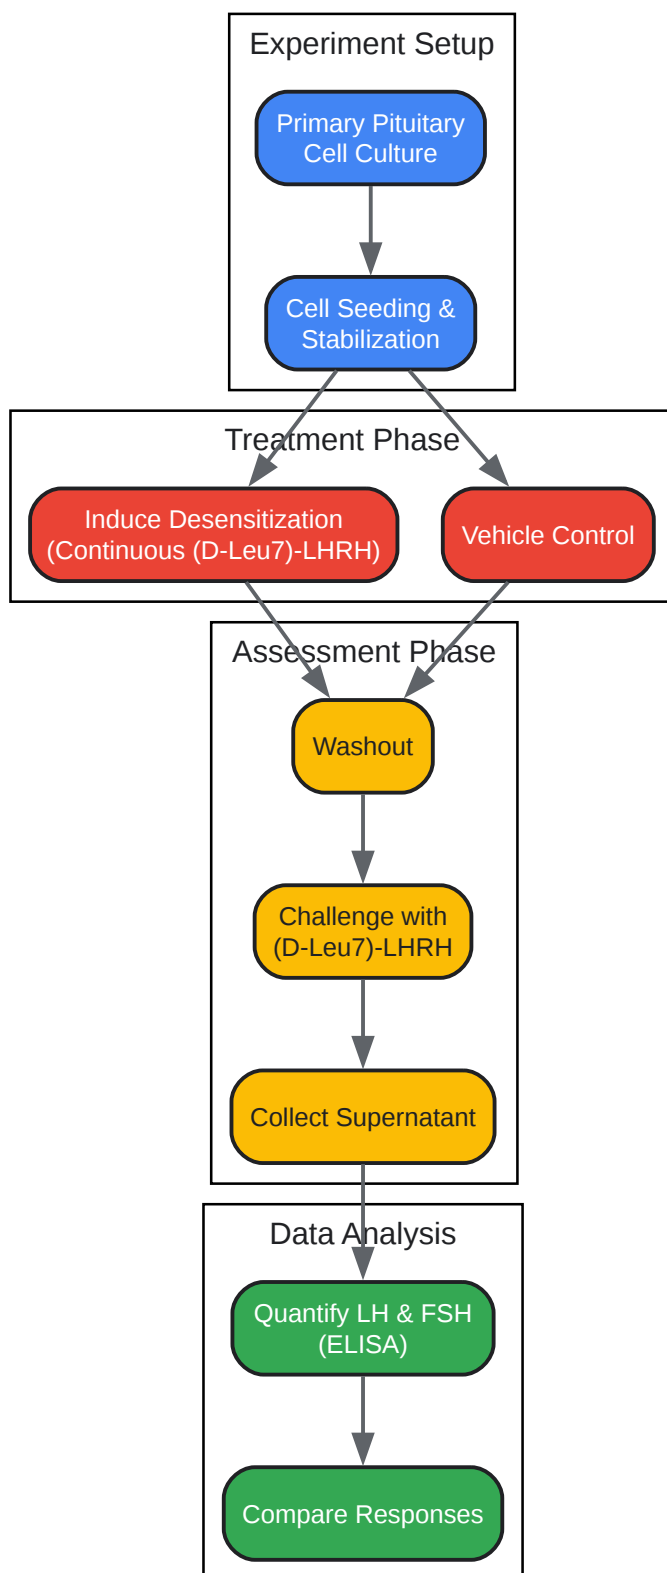 Experiment Setup
Primary Pituitary
Cell Culture
Cell Seeding &
Stabilization
Treatment Phase
Induce Desensitization
(Continuous (D-Leu7)-LHRH)
Vehicle Control
Assessment Phase
Washout
Challenge with
(D-Leu7)-LHRH
Collect Supernatant
Data Analysis
Quantify LH & FSH
(ELISA)
Compare Responses